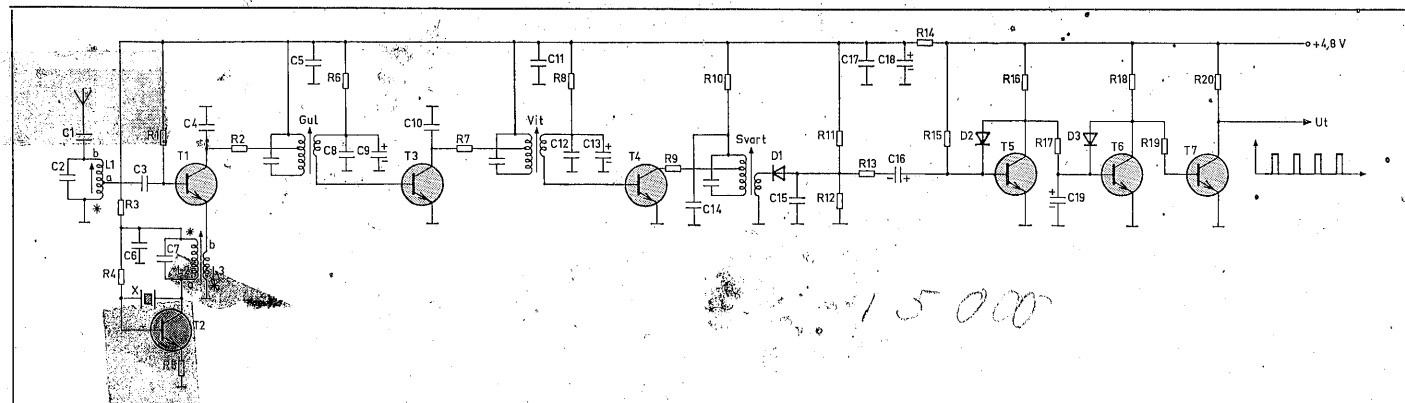 R14
+4,8 V
C5
C11
C17
C18
R6
R8
R10
R16
R18
R20
C1
R1
C4
Gul
C10
Vit
Svart
R11
R15
D2
D3
Ut
R2
R7
R17
R19
C2
b
L1
a
C3
T1
C8
C9
T3
C12
C13
T4
R9
D1
R13
C16
T5
T6
T7
*
R3
C14
C15
R12
C19
C6
C7
*
b
R4
L3
X
T2
15000